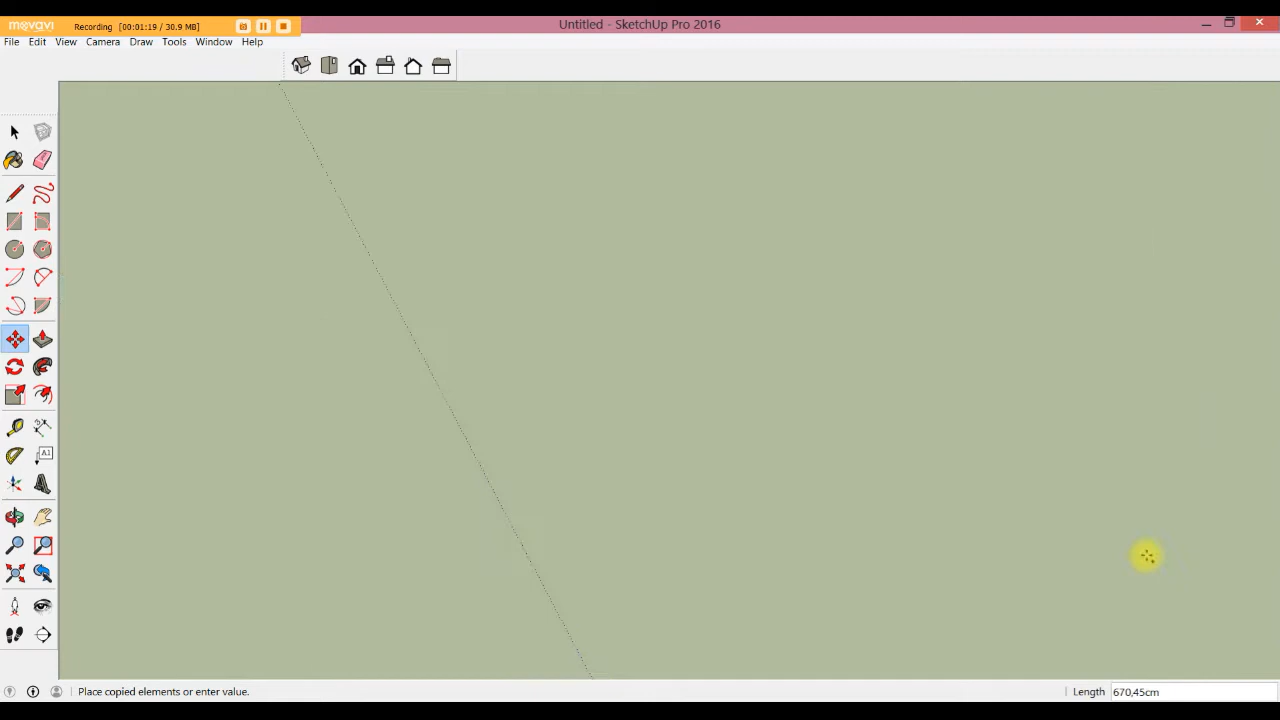 movavi
Recording [00:01:19 / 30.9 MB]
Untitled - SketchUp Pro 2016
File Edit View Camera Draw Tools Window Help
A1
Place copied elements or enter value.
Length 670,45cm